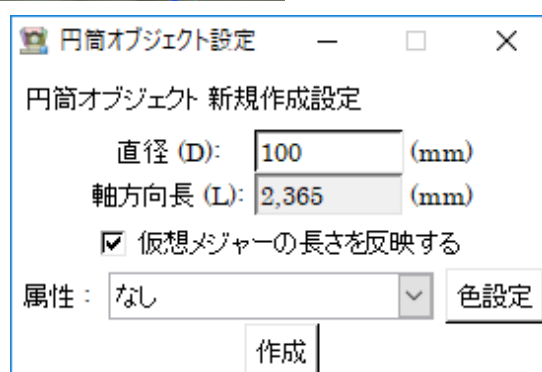 円筒オブジェクト設定
円筒オブジェクト 新規作成設定
直径 (D): 100 (mm)
軸方向長 (L): 2,365 (mm)
仮想メジャーの長さを反映する
属性： なし 色設定
作成